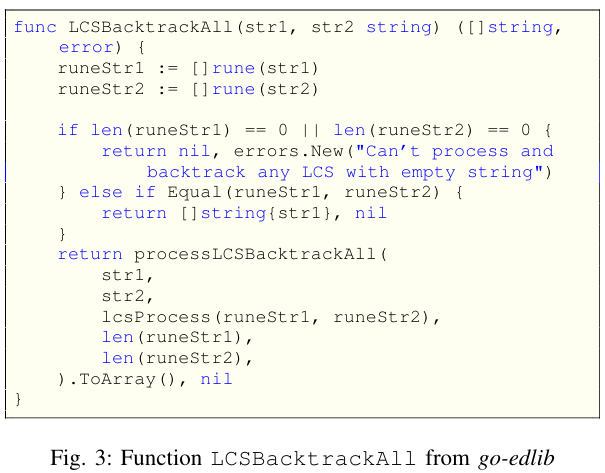 func LCSBacktrackAll(str1, str2 string) ([]string,
    error) {
    runeStr1 := []rune(str1)
    runeStr2 := []rune(str2)

    if len(runeStr1) == 0 || len(runeStr2) == 0 {
        return nil, errors.New("Can't process and
            backtrack any LCS with empty string")
    } else if Equal(runeStr1, runeStr2) {
        return []string{str1}, nil
    }
    return processLCSBacktrackAll(
        str1,
        str2,
        lcsProcess(runeStr1, runeStr2),
        len(runeStr1),
        len(runeStr2),
    ).ToArray(), nil
}
Fig. 3: Function LCSBacktrackAll from go-edlib